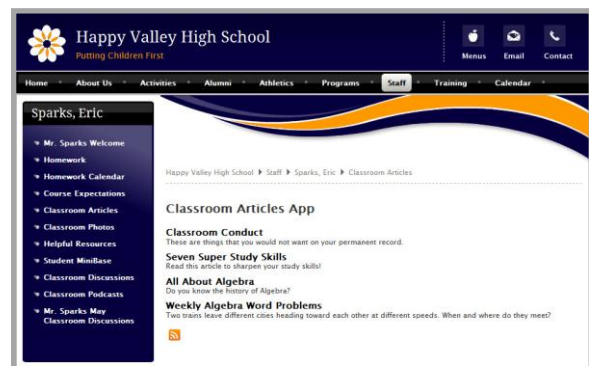 Happy Valley High School
Putting Children First
Menus Email Contact
Home About Us Activities Alumni Athletics Programs Staff Training Calendar
Sparks, Eric
Mr. Sparks Welcome
Homework
Homework Calendar
Course Expectations
Classroom Articles
Classroom Photos
Helpful Resources
Student MiniBase
Classroom Discussions
Classroom Podcasts
Mr. Sparks May
Classroom Discussions
Happy Valley High School Staff Sparks, Eric Classroom Articles
Classroom Articles App
Classroom Conduct
These are things that you would not want on your permanent record.
Seven Super Study Skills
Read this article to sharpen your study skills!
All About Algebra
Do you know the history of Algebra?
Weekly Algebra Word Problems
Two trains leave different cities heading toward each other at different speeds. When and where do they meet?